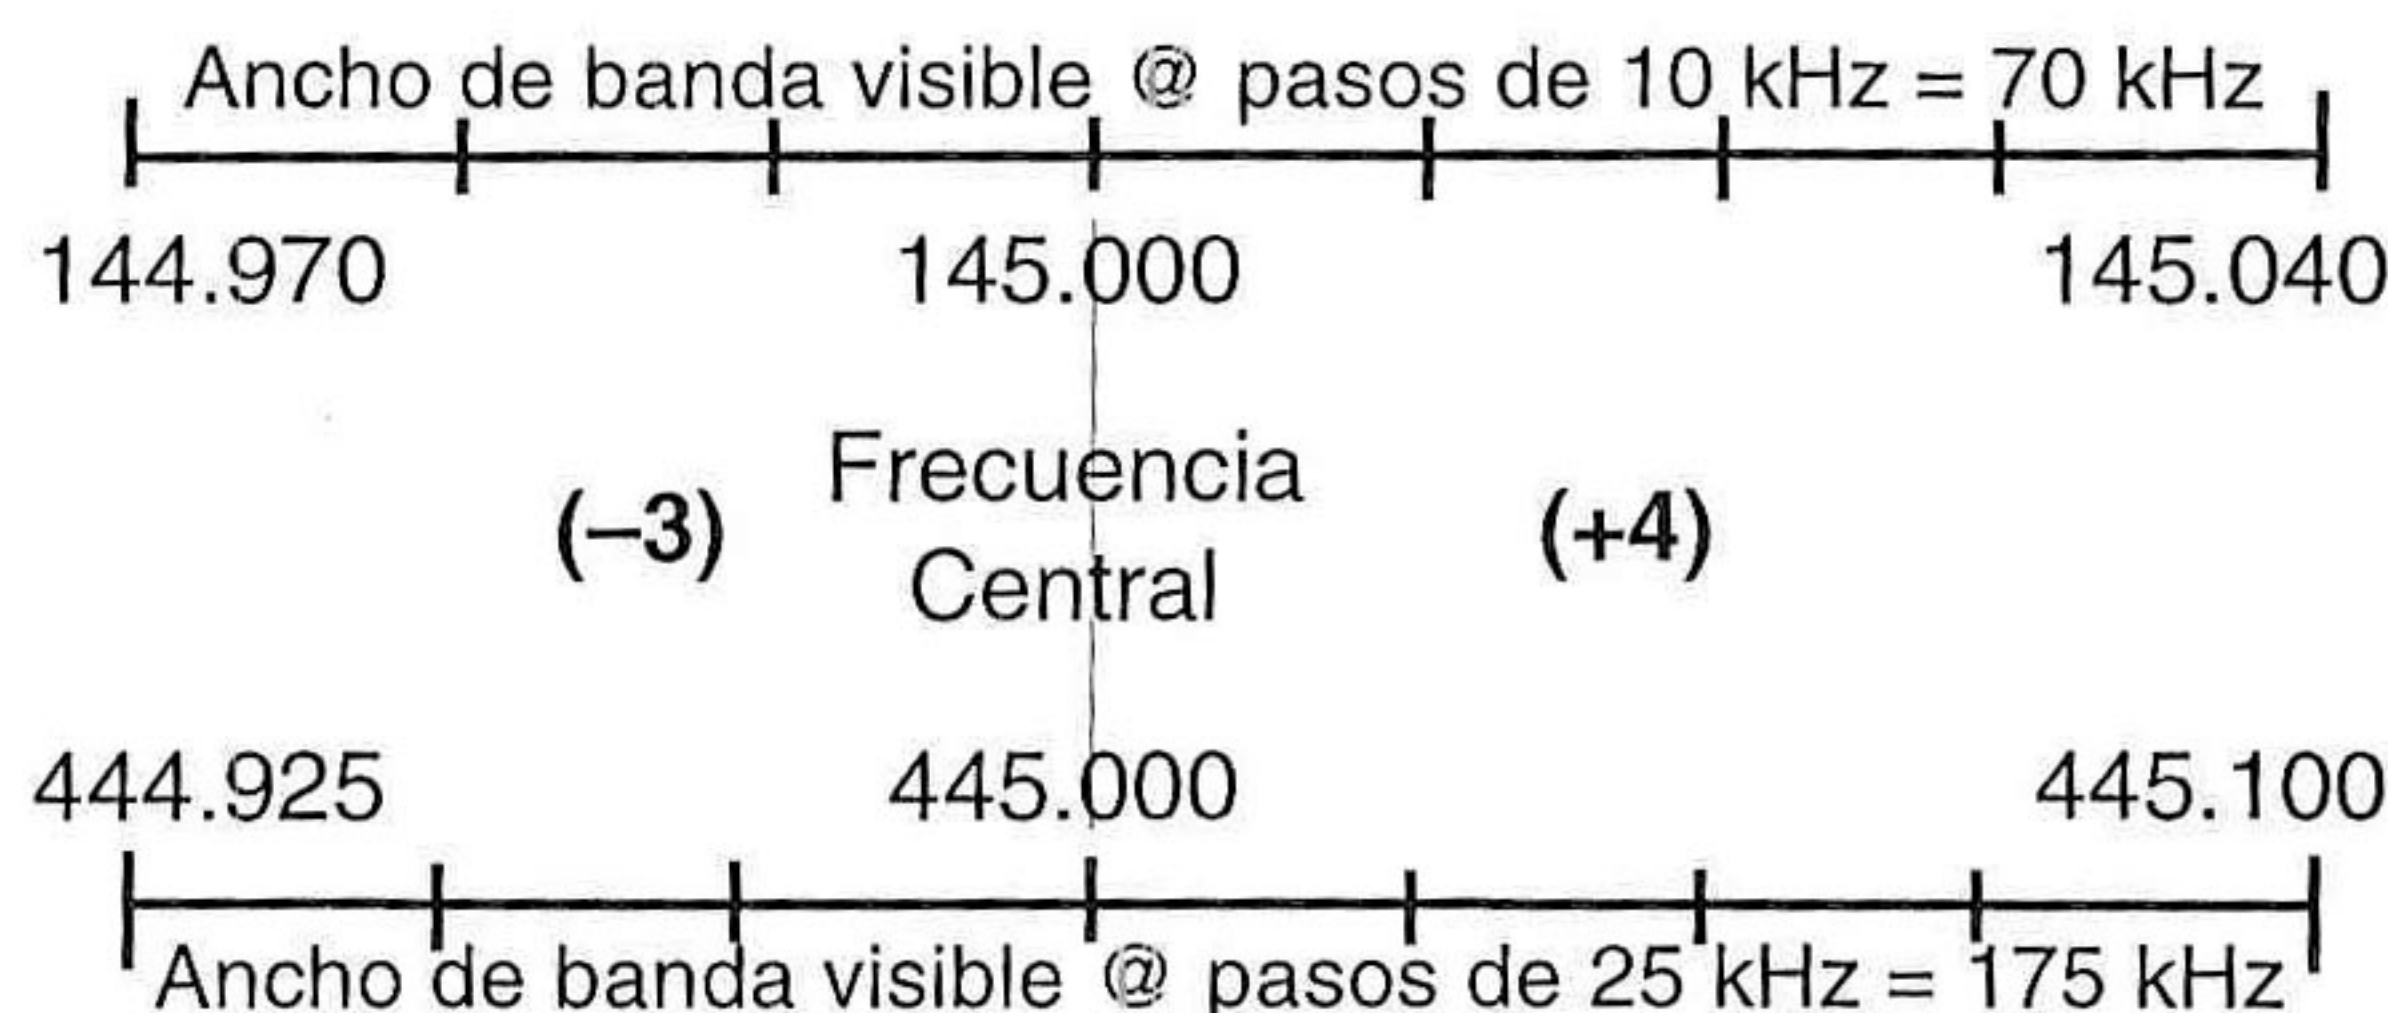 Ancho de banda visible @ pasos de 10 kHz = 70 kHz
144.970 145.000 145.040
Frecuencia
(–3) (+4)
Central
444.925 445.000 445.100
Ancho de banda visible @ pasos de 25 kHz = 175 kHz